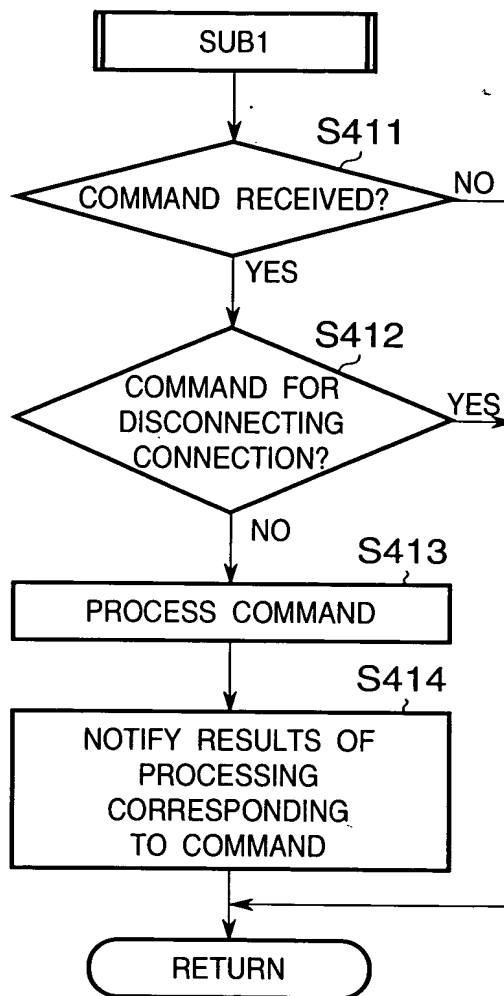 SUB1
S411
COMMAND RECEIVED?
NO
YES
S412
COMMAND FOR
DISCONNECTING
CONNECTION?
YES
NO
S413
PROCESS COMMAND
S414
NOTIFY RESULTS OF
PROCESSING
CORRESPONDING
TO COMMAND
RETURN